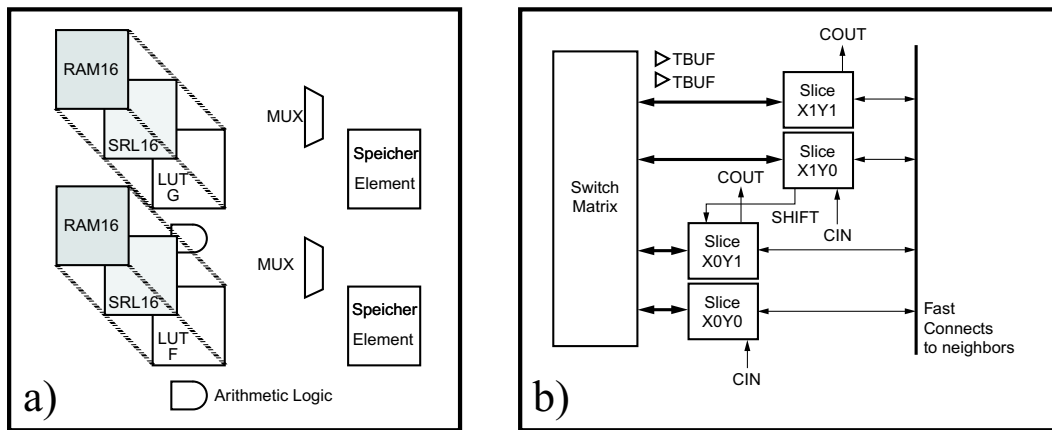 RAM16
SRL16
LUT
G
MUX
Speicher
Element
RAM16
SRL16
LUT
F
MUX
Speicher
Element
Arithmetic Logic
a)
COUT
TBUF
TBUF
Slice
X1Y1
Slice
X1Y0
Switch
Matrix
COUT
SHIFT
CIN
Slice
X0Y1
Slice
X0Y0
CIN
Fast
Connects
to neighbors
b)